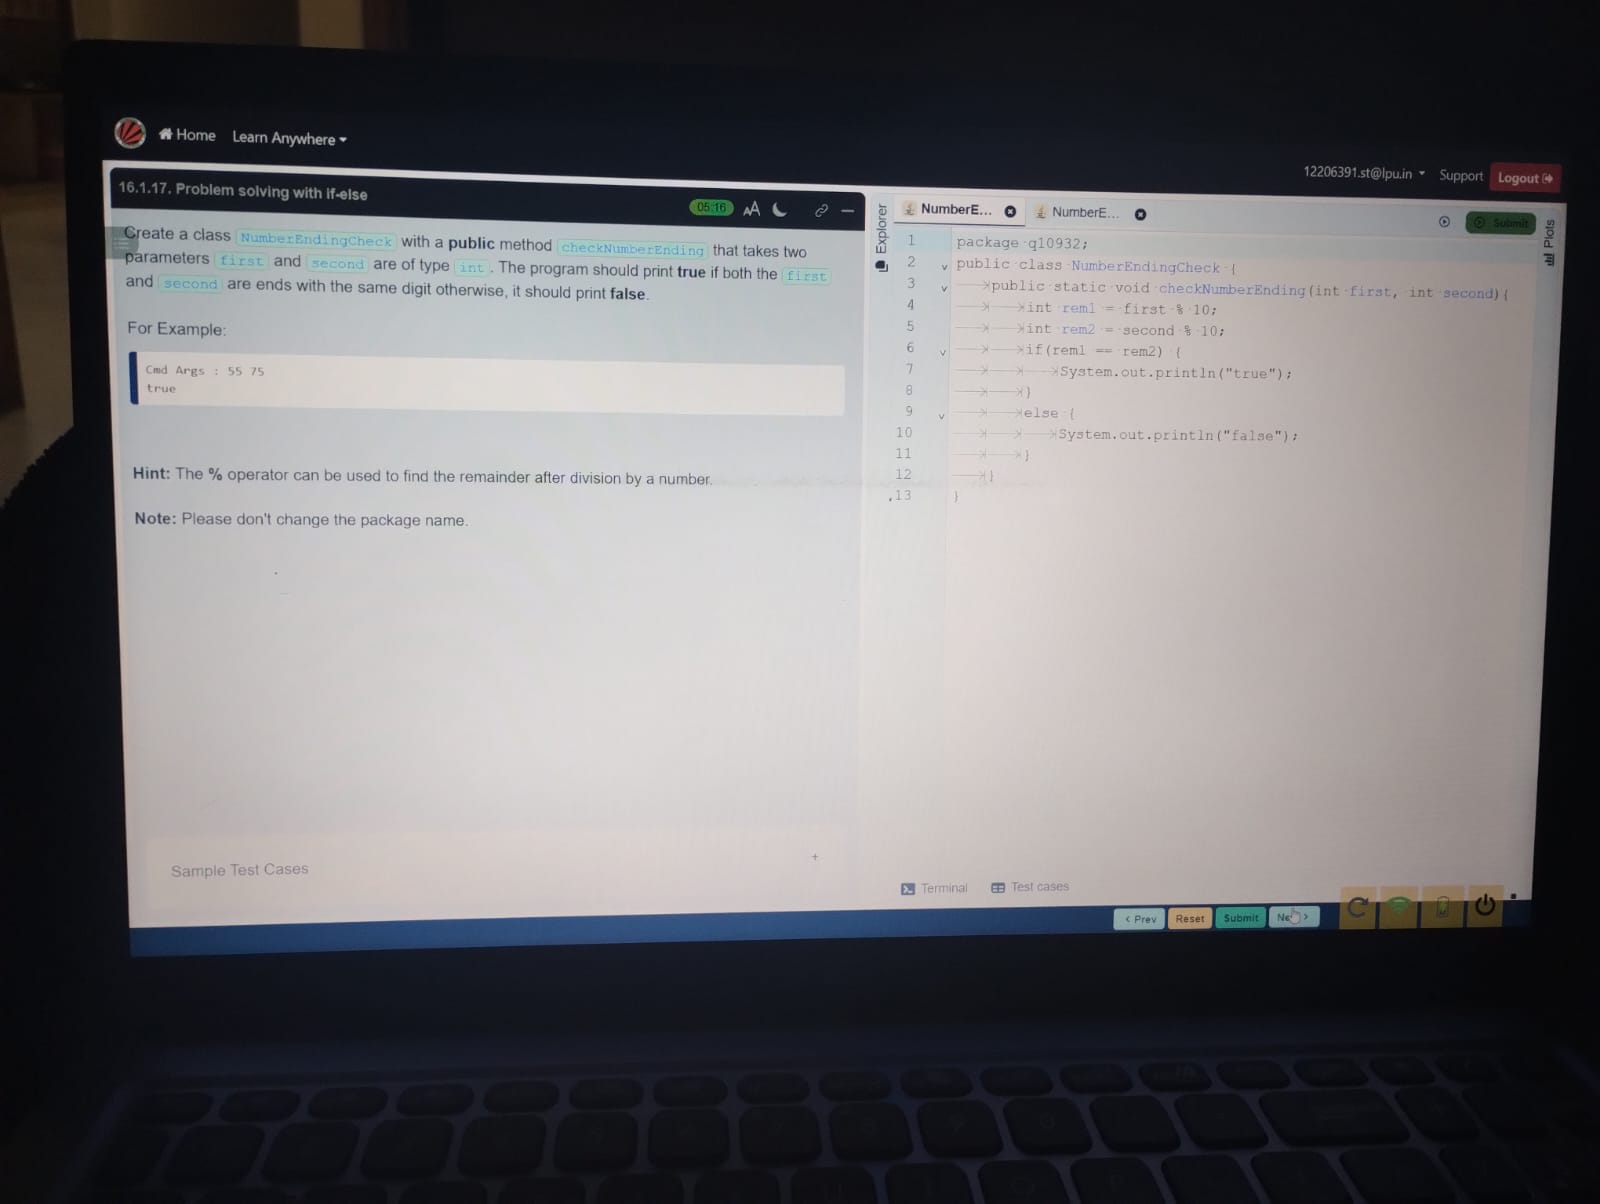 Home Learn Anywhere
12206391.st@lpu.in Support Logout
16.1.17. Problem solving with if-else
05:16 AA
Create a class NumberEndingCheck with a public method checkNumberEnding that takes two
parameters first and second are of type int. The program should print true if both the first
and second are ends with the same digit otherwise, it should print false.
For Example:
Cmd Args : 55 75
true
Hint: The % operator can be used to find the remainder after division by a number.
Note: Please don't change the package name.
Sample Test Cases +
Explorer
NumberE... NumberE...
Submit
Plots
1 package q10932;
2 public class NumberEndingCheck {
3 public static void checkNumberEnding(int first, int second){
4 int rem1 = first % 10;
5 int rem2 = second % 10;
6 if(rem1 == rem2) {
7 System.out.println("true");
8 }
9 else {
10 System.out.println("false");
11 }
12 }
13 }
Terminal Test cases
< Prev Reset Submit Ne >